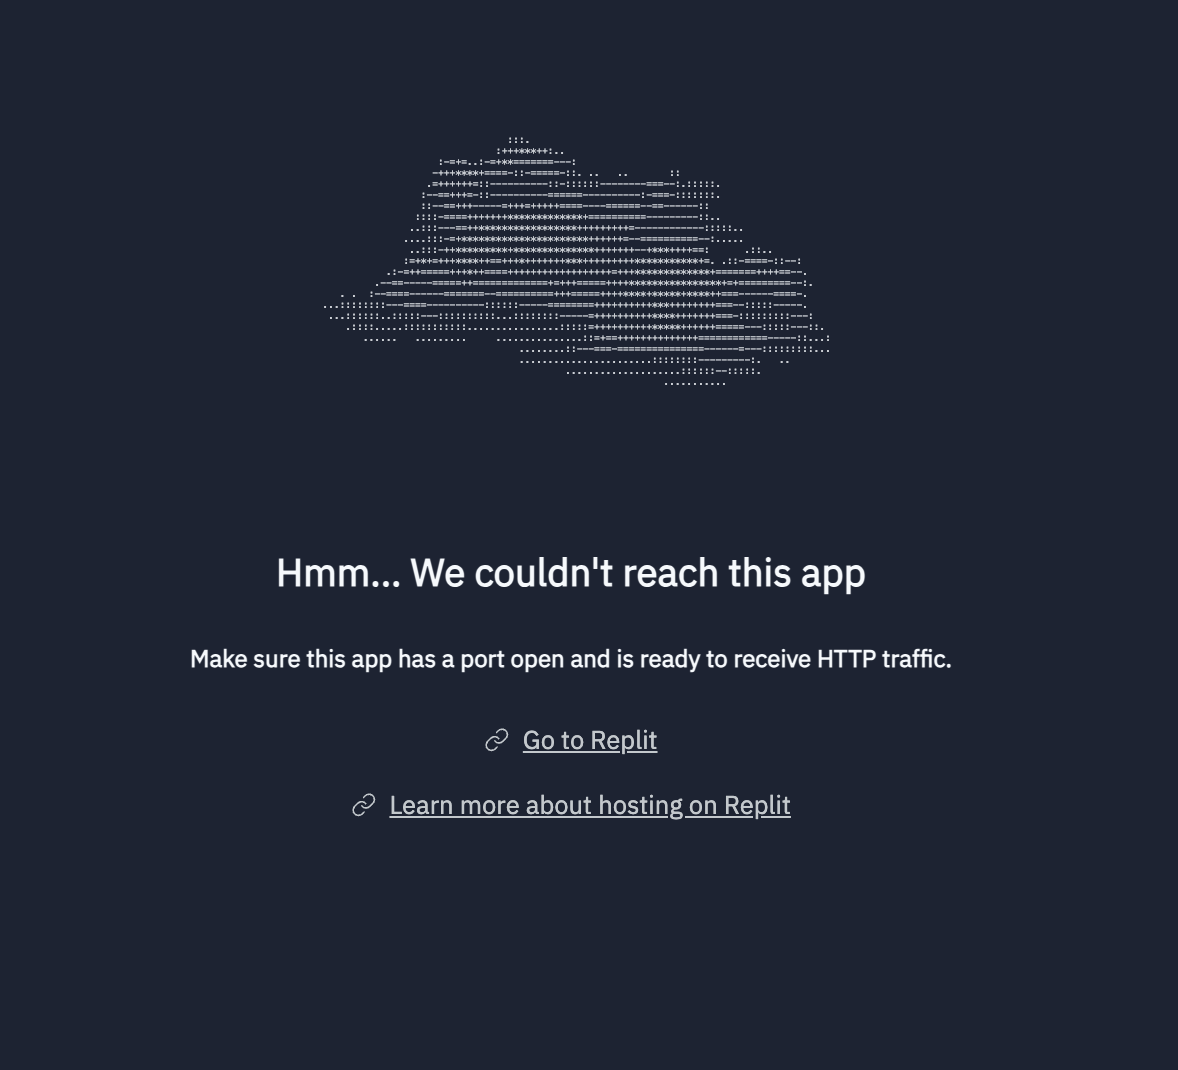 Hmm... We couldn't reach this app
Make sure this app has a port open and is ready to receive HTTP traffic.
Go to Replit
Learn more about hosting on Replit